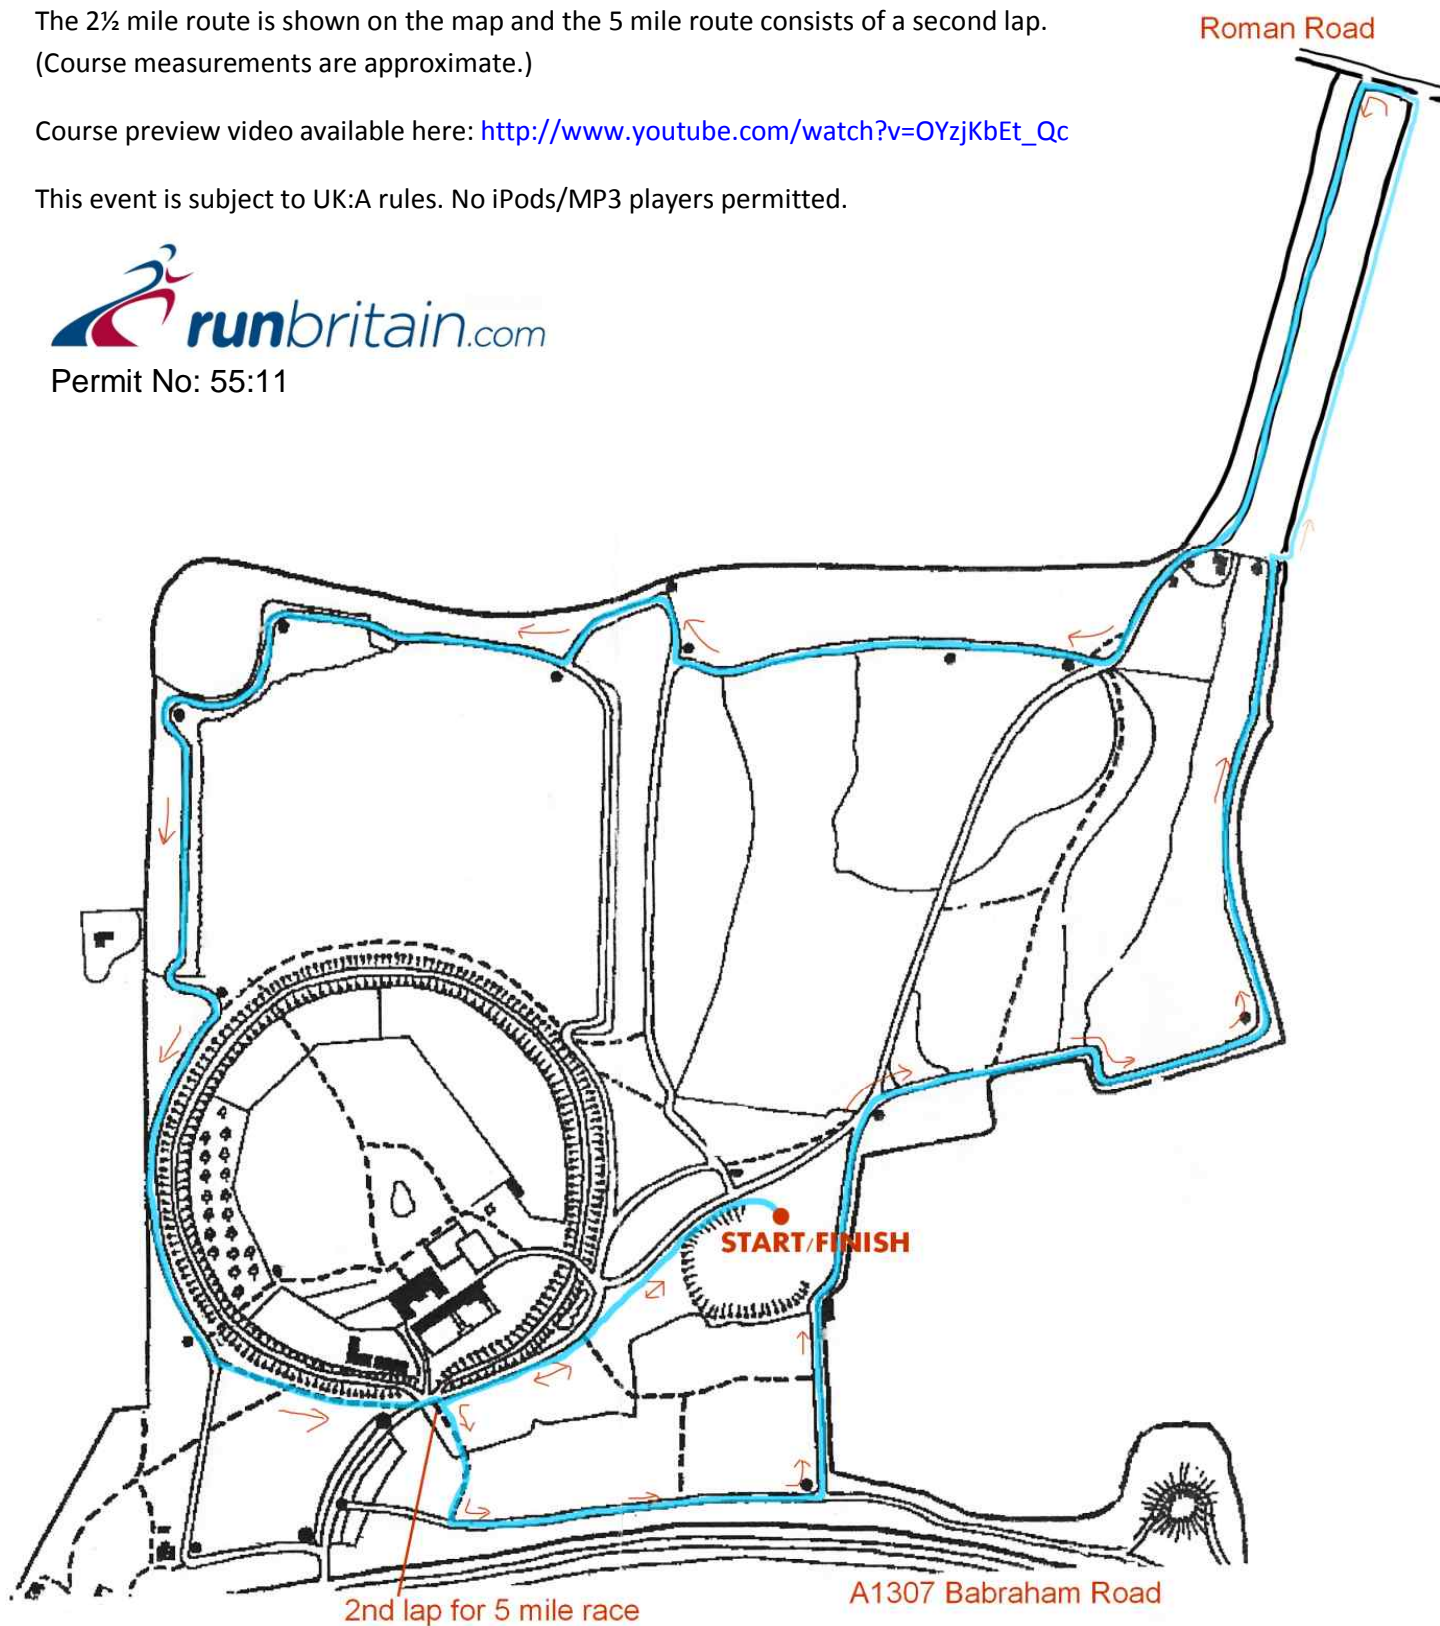 The 2½ mile route is shown on the map and the 5 mile route consists of a second lap.
(Course measurements are approximate.)
Course preview video available here: http://www.youtube.com/watch?v=OYzjKbEt_Qc
This event is subject to UK:A rules. No iPods/MP3 players permitted.
runbritain.com
Permit No: 55:11
Roman Road
START/FINISH
A1307 Babraham Road
2nd lap for 5 mile race